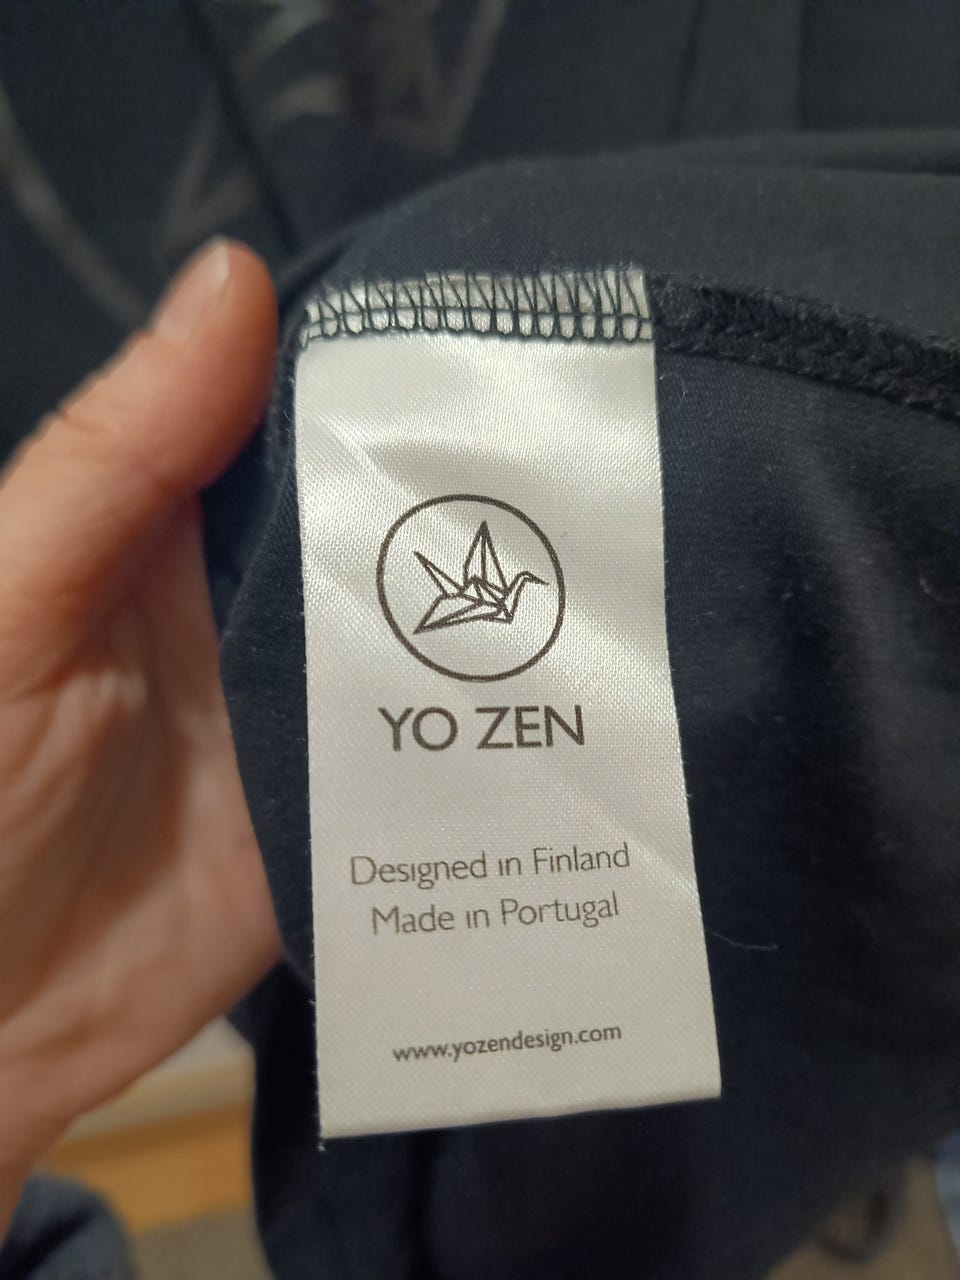 YO ZEN
Designed in Finland
Made in Portugal
www.yozendesign.com